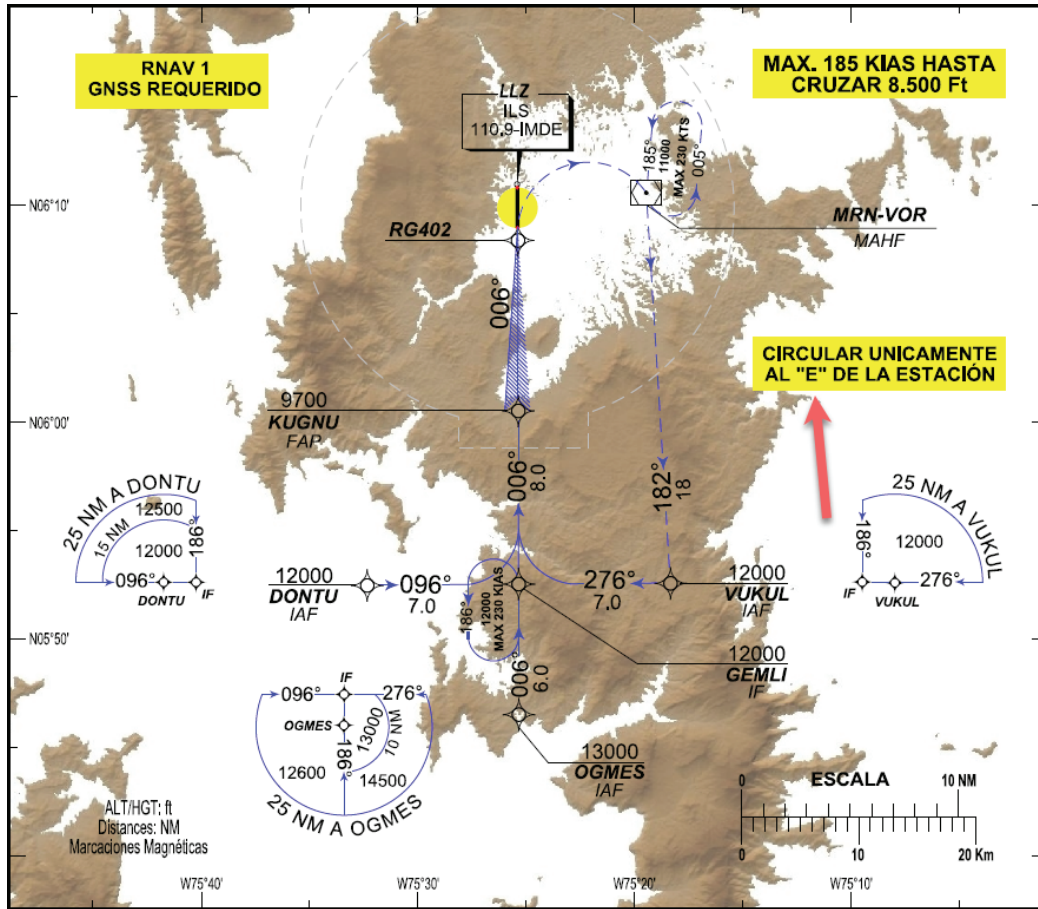 RNAV 1
GNSS REQUERIDO
MAX. 185 KIAS HASTA
CRUZAR 8.500 Ft
LLZ
ILS
110.9-IMDE
185°
11000
MAX 230 KTS
005°
N06°10'
RG402
MRN-VOR
MAHF
006°
CIRCULAR UNICAMENTE
AL "E" DE LA ESTACIÓN
9700
KUGNU
FAP
N06°00'
006°
8.0
182°
18
25 NM A DONTU
12500
15 NM
12000
186°
096°
DONTU
IF
25 NM A VUKUL
186°
12000
276°
IF
VUKUL
12000
DONTU
IAF
096°
7.0
186°
12000
MAX 230 KIAS
276°
7.0
12000
VUKUL
IAF
N05°50'
12000
GEMLI
IF
006°
6.0
IF
096°
276°
OGMES
186°
13000
10 NM
12600
14500
25 NM A OGMES
13000
OGMES
IAF
ALT/HGT: ft
Distances: NM
Marcaciones Magnéticas
0
ESCALA
10 NM
0
10
20 Km
W75°40'
W75°30'
W75°20'
W75°10'